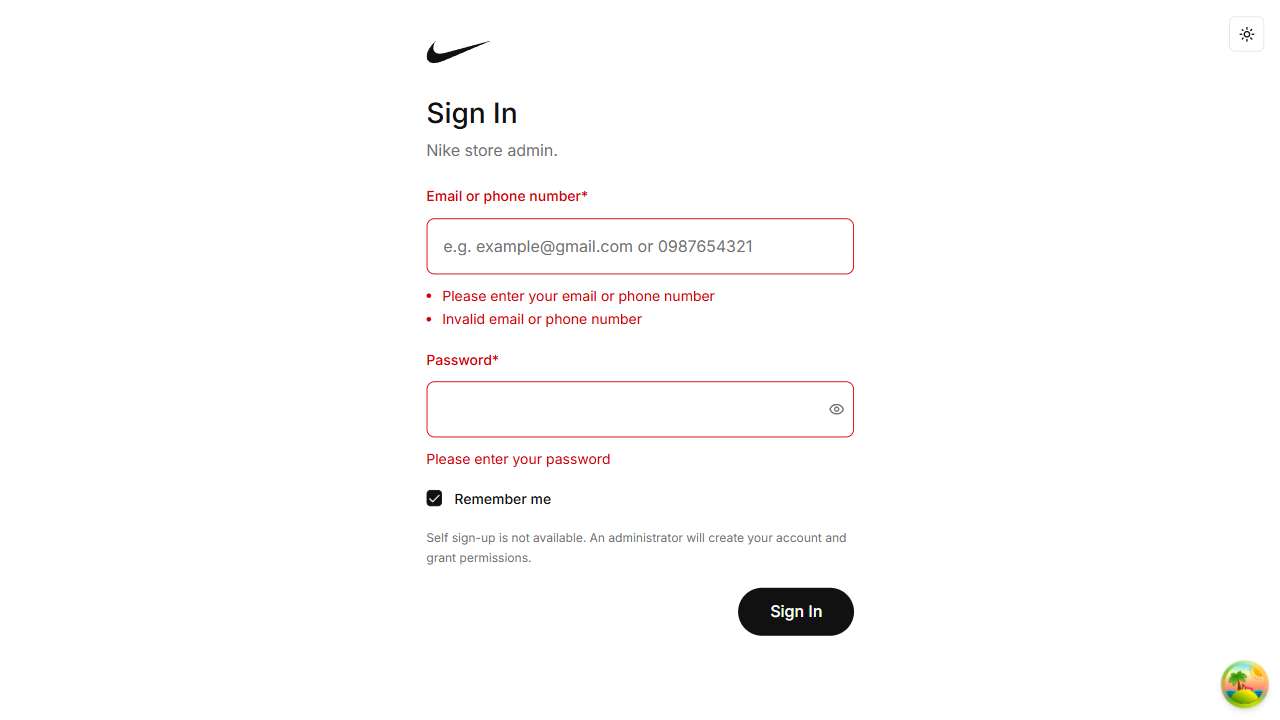 Sign In
Nike store admin.
Email or phone number*
e.g. example@gmail.com or 0987654321
• Please enter your email or phone number
• Invalid email or phone number
Password*
Please enter your password
Remember me
Self sign-up is not available. An administrator will create your account and
grant permissions.
Sign In